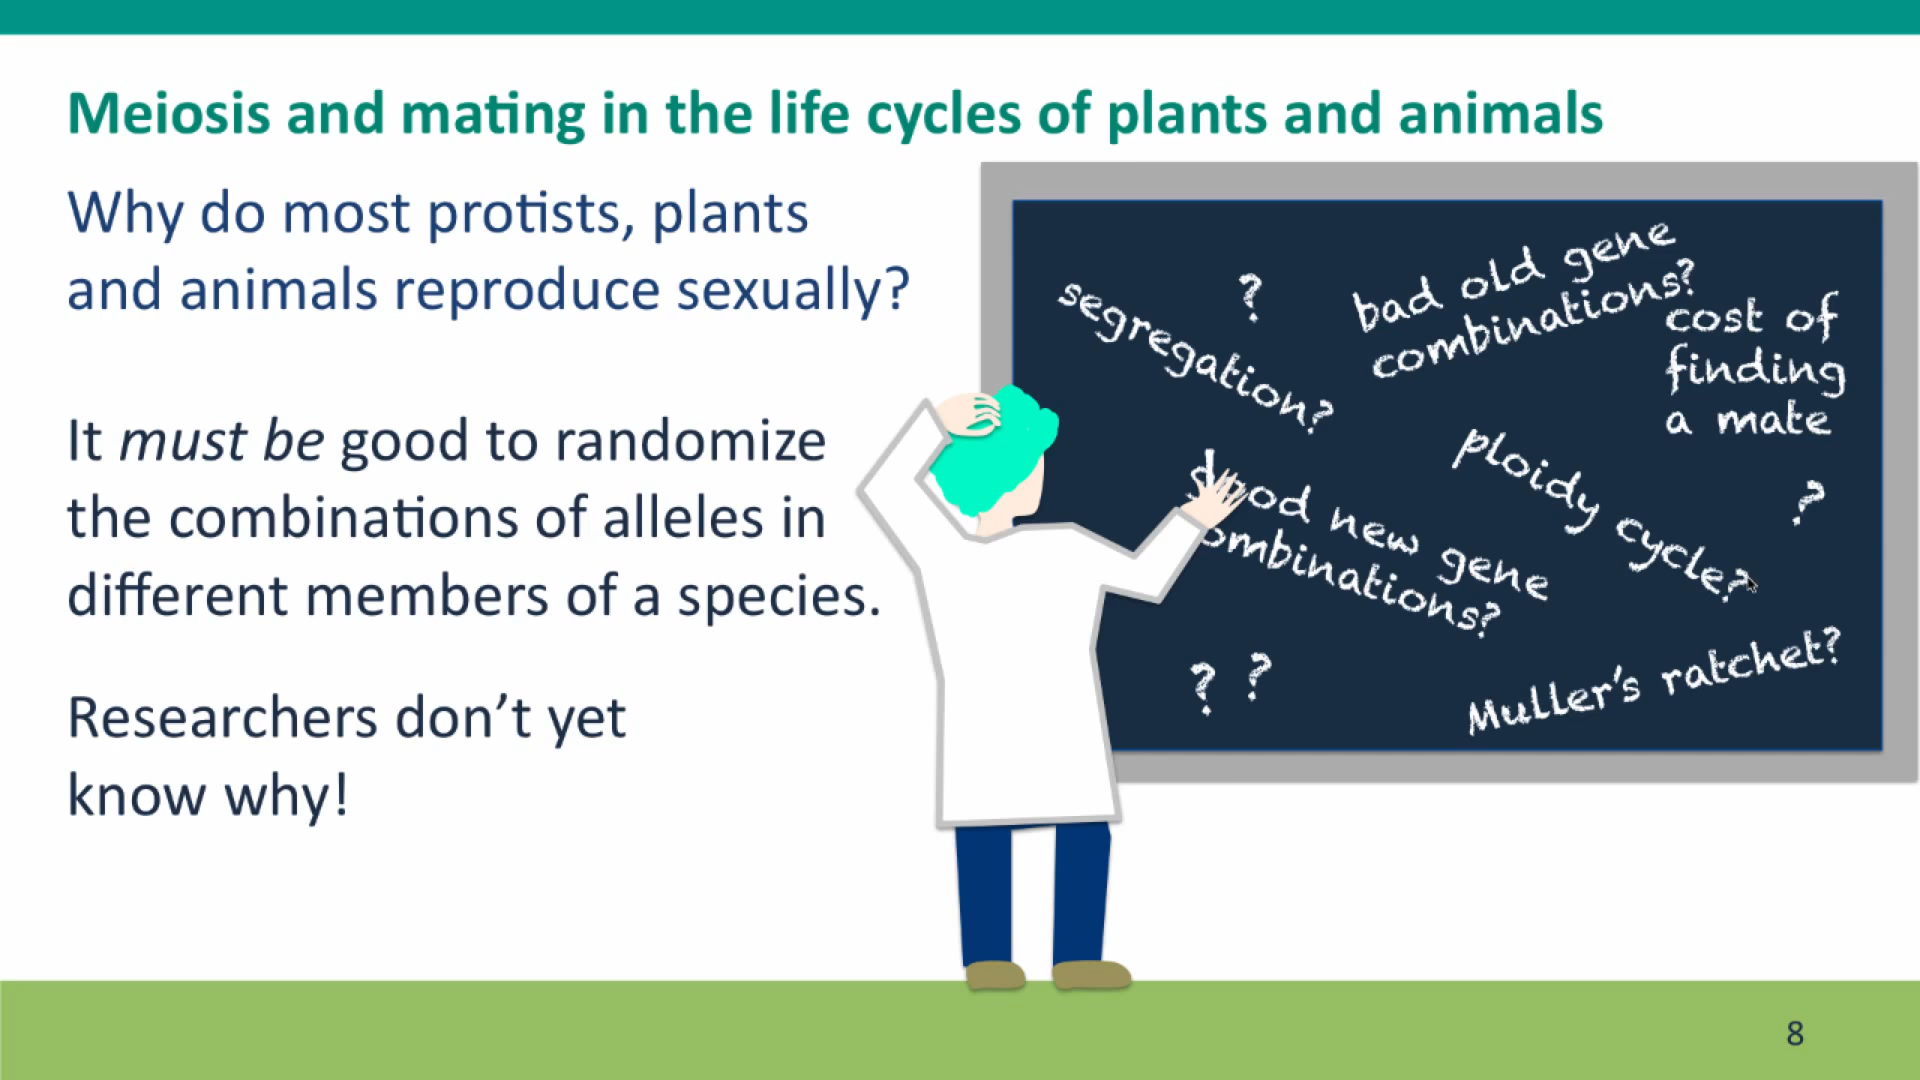 Meiosis and mating in the life cycles of plants and animals
Why do most protists, plants
and animals reproduce sexually?
It must be good to randomize
the combinations of alleles in
different members of a species.
Researchers don't yet
know why!
segregation?
?
bad old gene
combinations?
cost of
finding
a mate
ploidy cycle?
?
new gene
? ?
Muller's ratchet?
8